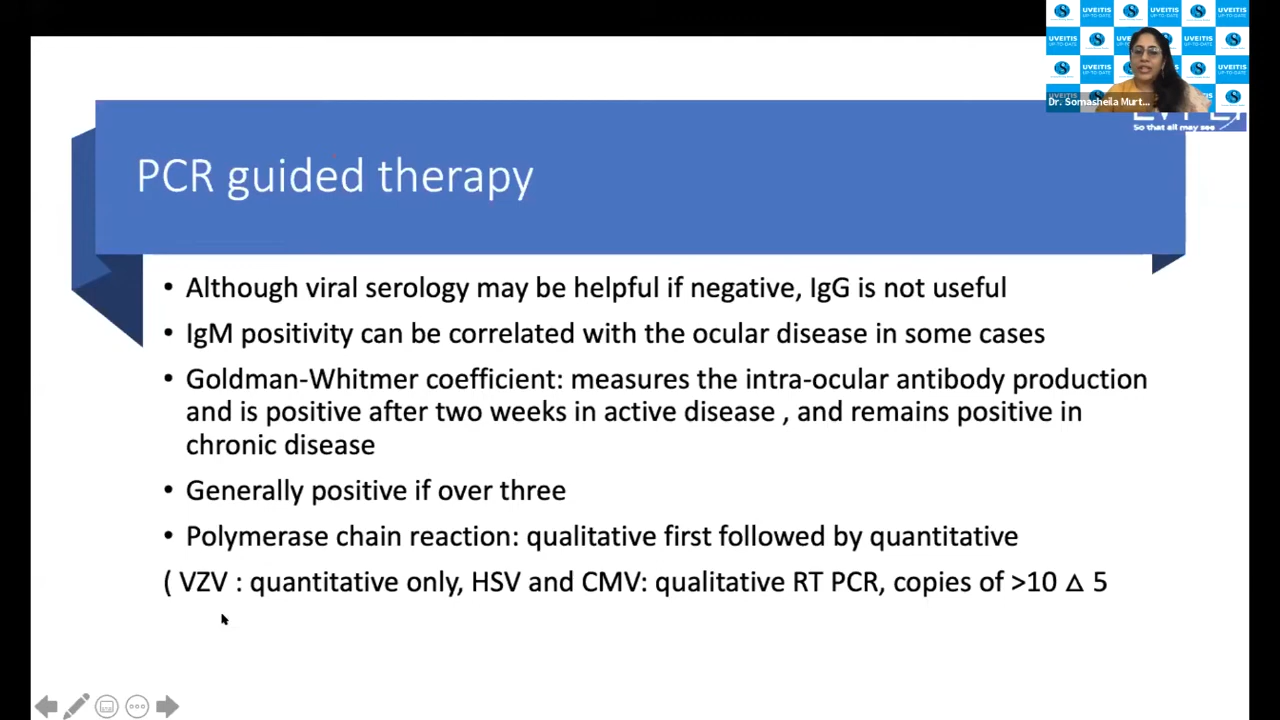 UVEITIS
UP-TO-DATE
Dr. Somasheila Murt...
So that all may see
PCR guided therapy
• Although viral serology may be helpful if negative, IgG is not useful
• IgM positivity can be correlated with the ocular disease in some cases
• Goldman-Whitmer coefficient: measures the intra-ocular antibody production
and is positive after two weeks in active disease , and remains positive in
chronic disease
• Generally positive if over three
• Polymerase chain reaction: qualitative first followed by quantitative
( VZV : quantitative only, HSV and CMV: qualitative RT PCR, copies of >10 Δ 5